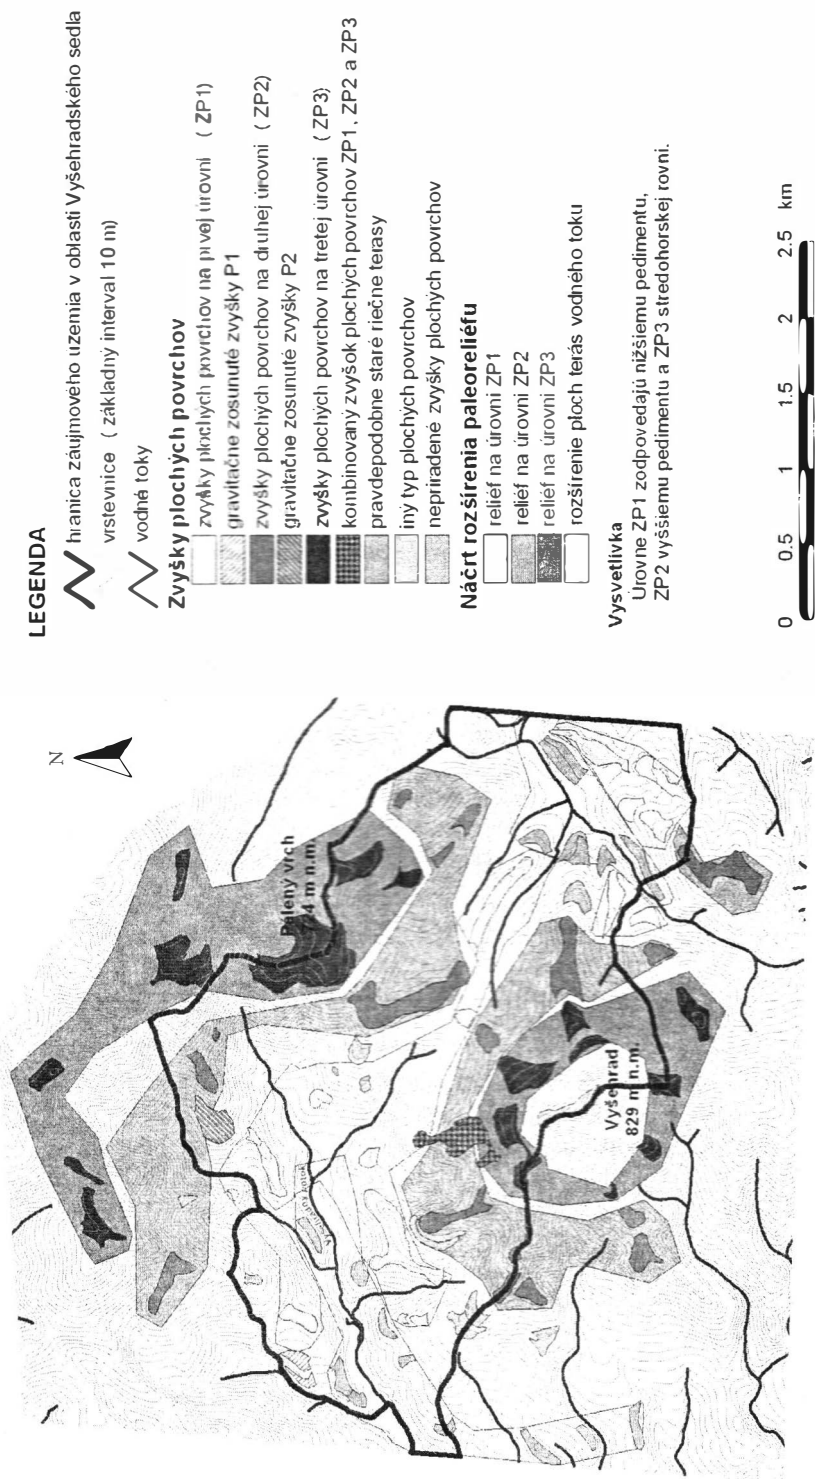 LEGENDA
hranica záujmového uzemia v oblasti Vyšehradského sedla
vrstevnice ( základný interval 10 m)
vodné toky
Zvyšky plochých povrchov
zvyšky plochých povrchov na prvej úrovni ( ZP1)
gravitačne zosunuté zvyšky P1
zvyšky plochých povrchov na druhej úrovni ( ZP2)
gravitačne zosunuté zvyšky P2
zvyšky plochých povrchov na tretej úrovni ( ZP3)
kombinovaný zvyšok plochých povrchov ZP1, ZP2 a ZP3
pravdepodobne staré riečne terasy
iný typ plochých povrchov
nepriradené zvyšky plochých povrchov
Náčrt rozšírenia paleoreliéfu
reliéf na úrovni ZP1
reliéf na úrovni ZP2
reliéf na úrovni ZP3
rozšírenie ploch terás vodného toku
Vysvetlivka
Úrovne ZP1 zodpovedajú nižšiemu pedimentu,
ZP2 vyššiemu pedimentu a ZP3 stredohorskej rovni.
0 0.5 1 1.5 2 2.5 km
N
Pálený vrch
4 m n.m.
Vyšehrad
829 m n.m.